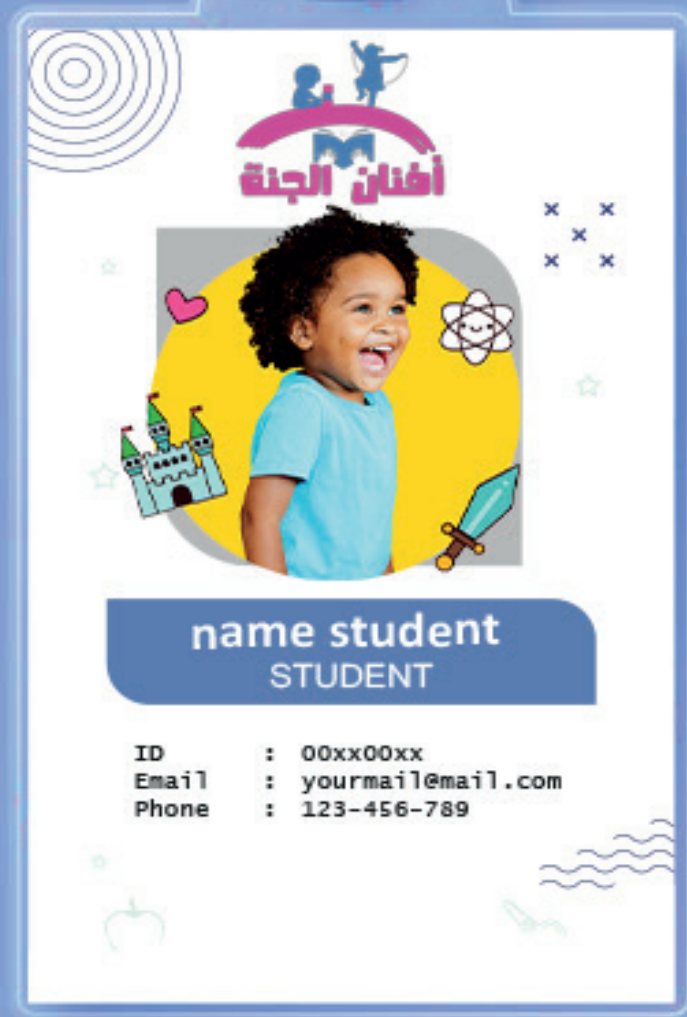 أفنان الجنة
name student
STUDENT
ID : 00xx00xx
Email : yourmail@mail.com
Phone : 123-456-789